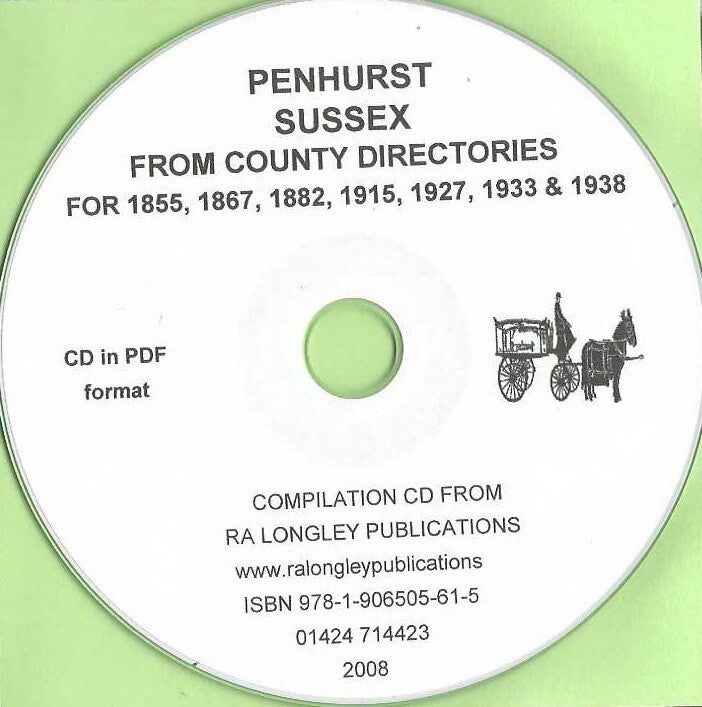 PENHURST
SUSSEX
FROM COUNTY DIRECTORIES
FOR 1855, 1867, 1882, 1915, 1927, 1933 & 1938
CD in PDF
format
COMPILATION CD FROM
RA LONGLEY PUBLICATIONS
www.ralongleypublications
ISBN 978-1-906505-61-5
01424 714423
2008